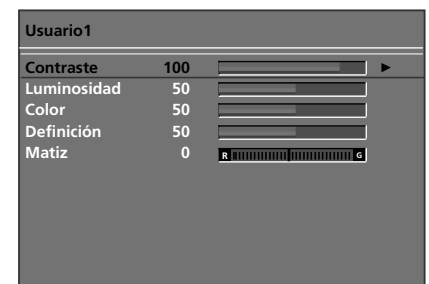 Usuario1
Contraste 100
Luminosidad 50
Color 50
Definición 50
Matiz 0 R G